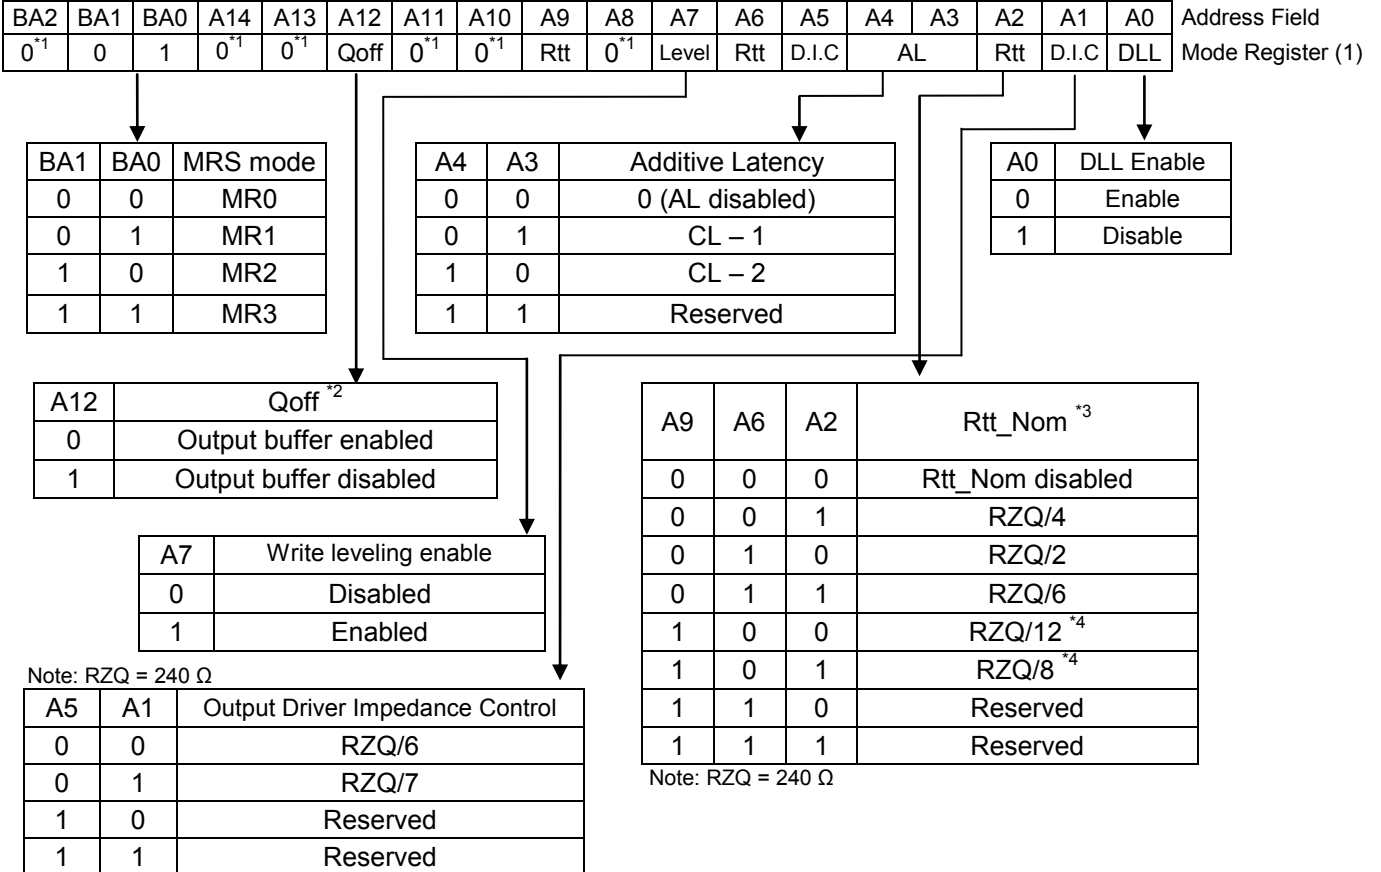 BA2 BA1 BA0 A14 A13 A12 A11 A10 A9 A8 A7 A6 A5 A4 A3 A2 A1 A0 Address Field
0*1 0 1 0*1 0*1 Qoff 0*1 0*1 Rtt 0*1 Level Rtt D.I.C AL Rtt D.I.C DLL Mode Register (1)
BA1 BA0 MRS mode
0 0 MR0
0 1 MR1
1 0 MR2
1 1 MR3
A4 A3 Additive Latency
0 0 0 (AL disabled)
0 1 CL – 1
1 0 CL – 2
1 1 Reserved
A0 DLL Enable
0 Enable
1 Disable
A12 Qoff *2
0 Output buffer enabled
1 Output buffer disabled
A9 A6 A2 Rtt_Nom *3
0 0 0 Rtt_Nom disabled
0 0 1 RZQ/4
0 1 0 RZQ/2
0 1 1 RZQ/6
1 0 0 RZQ/12 *4
1 0 1 RZQ/8 *4
1 1 0 Reserved
1 1 1 Reserved
Note: RZQ = 240 Ω
A7 Write leveling enable
0 Disabled
1 Enabled
Note: RZQ = 240 Ω
A5 A1 Output Driver Impedance Control
0 0 RZQ/6
0 1 RZQ/7
1 0 Reserved
1 1 Reserved